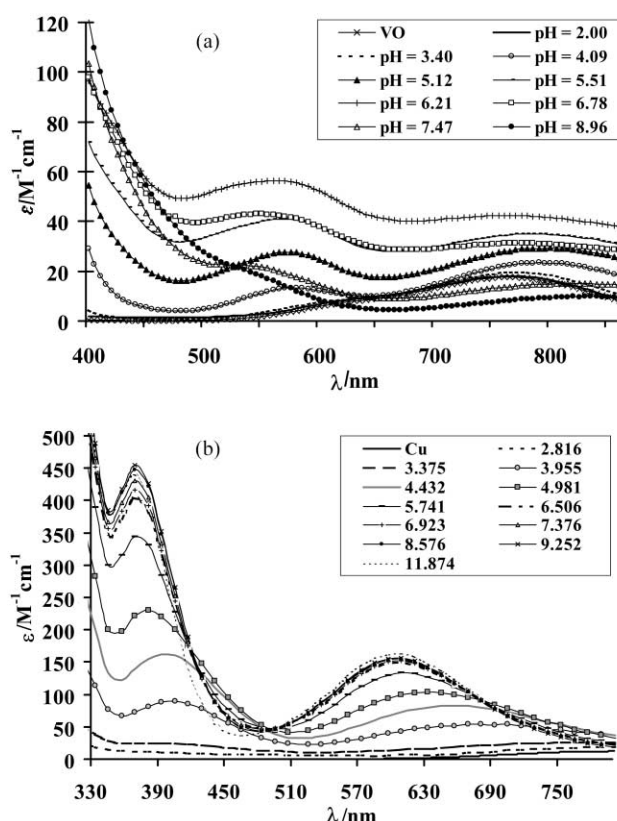 (a)
120
100
80
60
40
20
0
ε/M⁻¹cm⁻¹
VO
pH = 2.00
pH = 3.40
pH = 4.09
pH = 5.12
pH = 5.51
pH = 6.21
pH = 6.78
pH = 7.47
pH = 8.96
400 500 600 700 800
λ/nm
(b)
500
450
400
350
300
250
200
150
100
50
0
ε/M⁻¹cm⁻¹
Cu
2.816
3.375
3.955
4.432
4.981
5.741
6.506
6.923
7.376
8.576
9.252
11.874
330 390 450 510 570 630 690 750
λ/nm